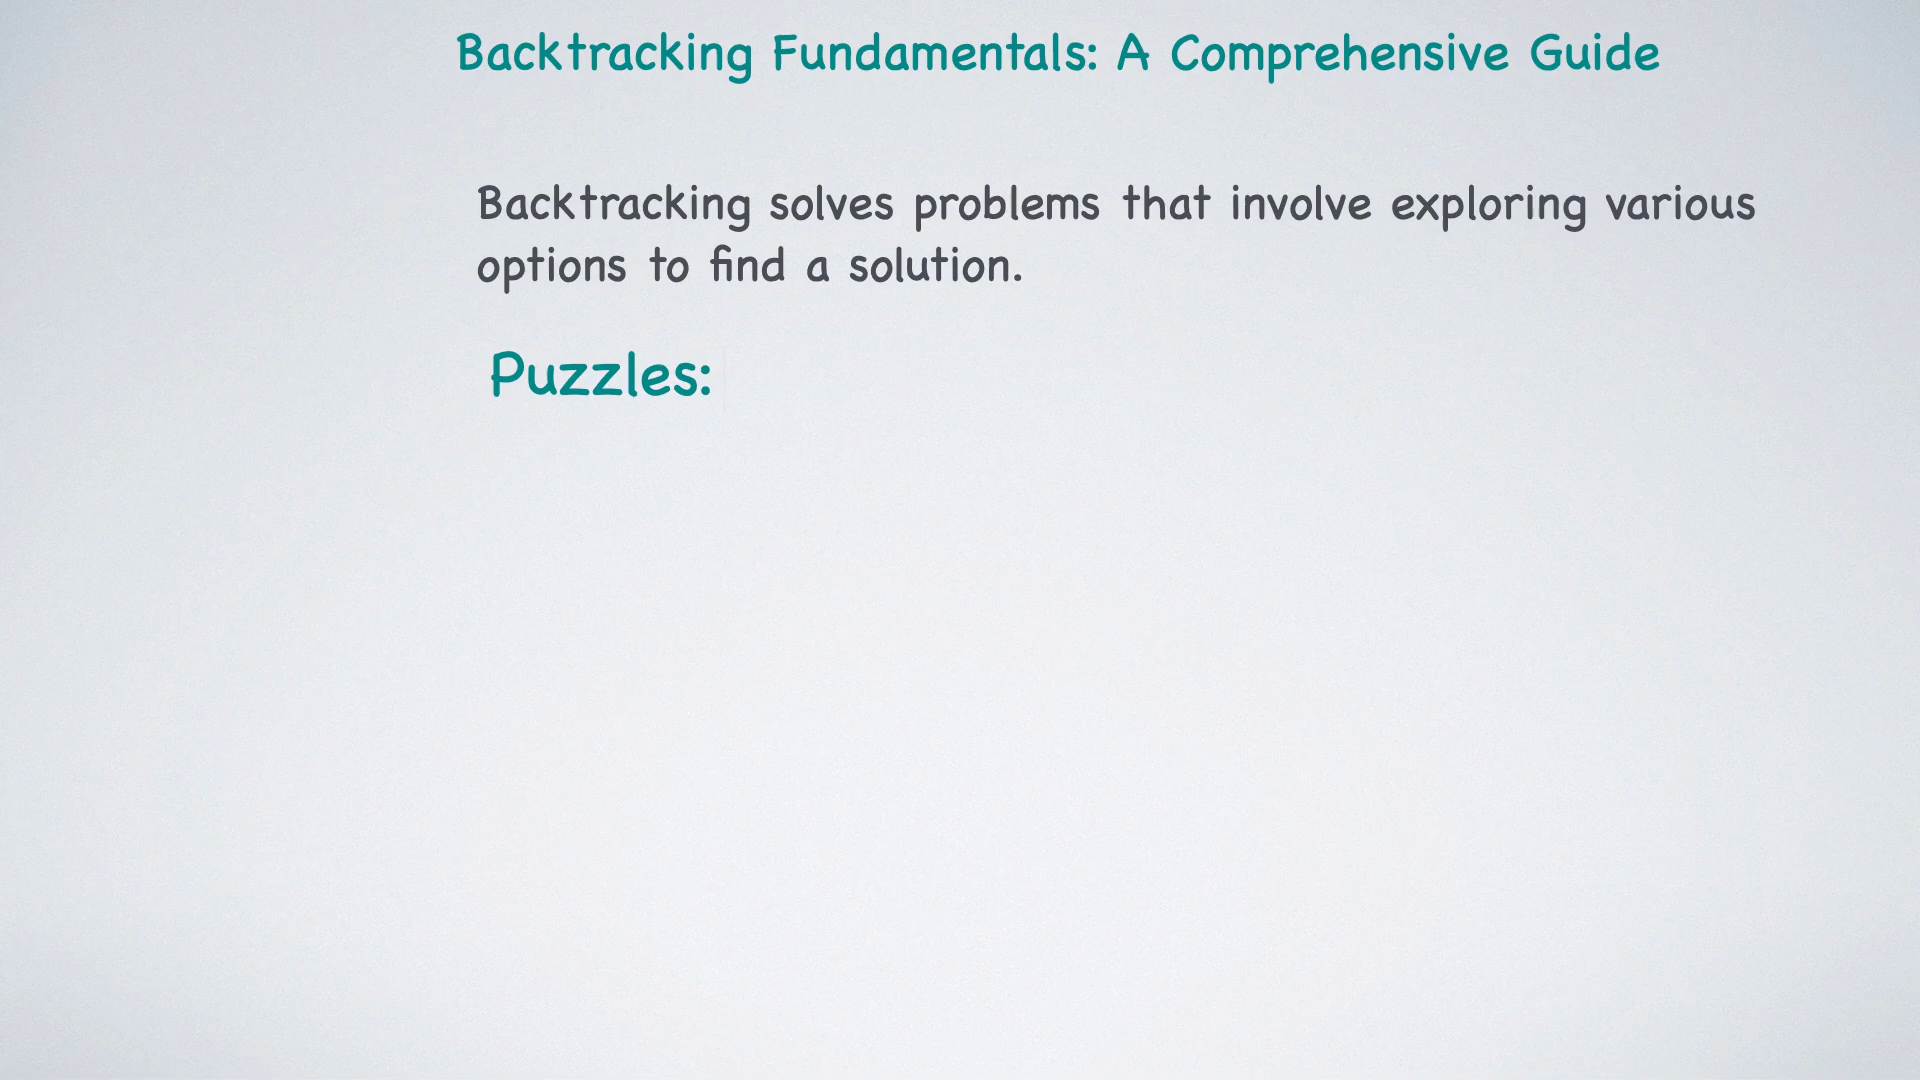 Backtracking Fundamentals: A Comprehensive Guide
Backtracking solves problems that involve exploring various
options to find a solution.
Puzzles: